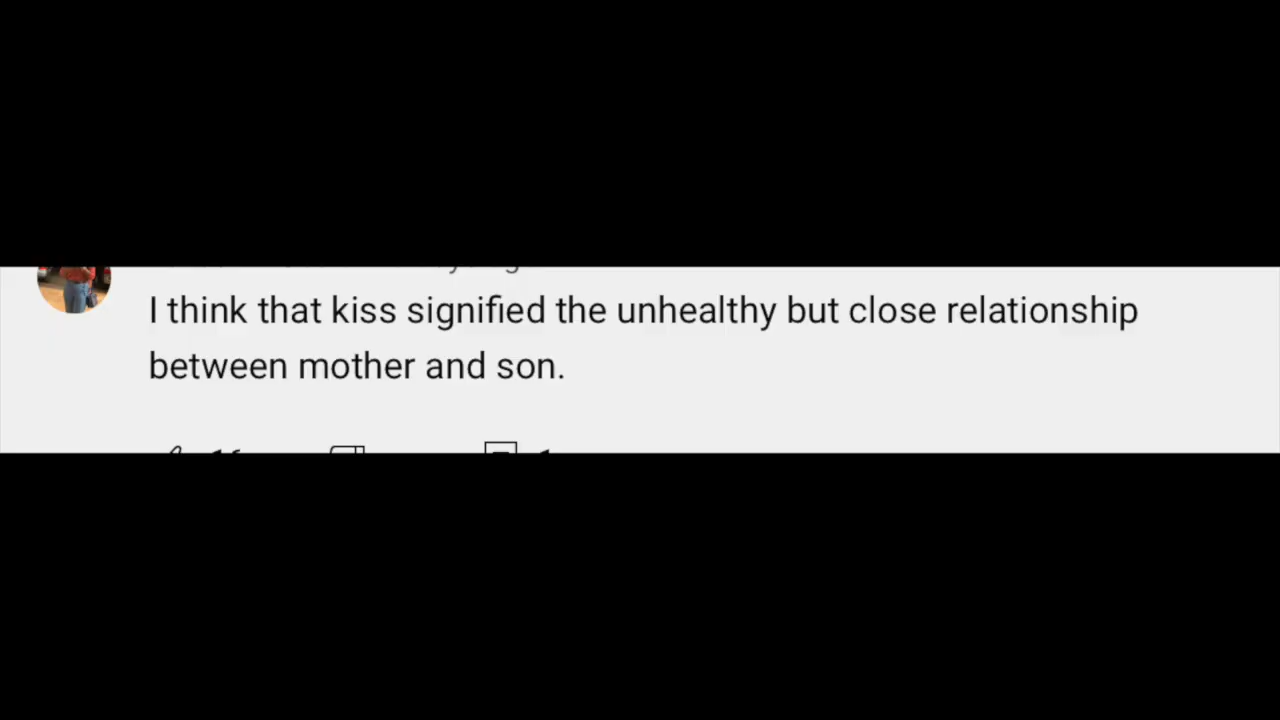 I think that kiss signified the unhealthy but close relationship
between mother and son.